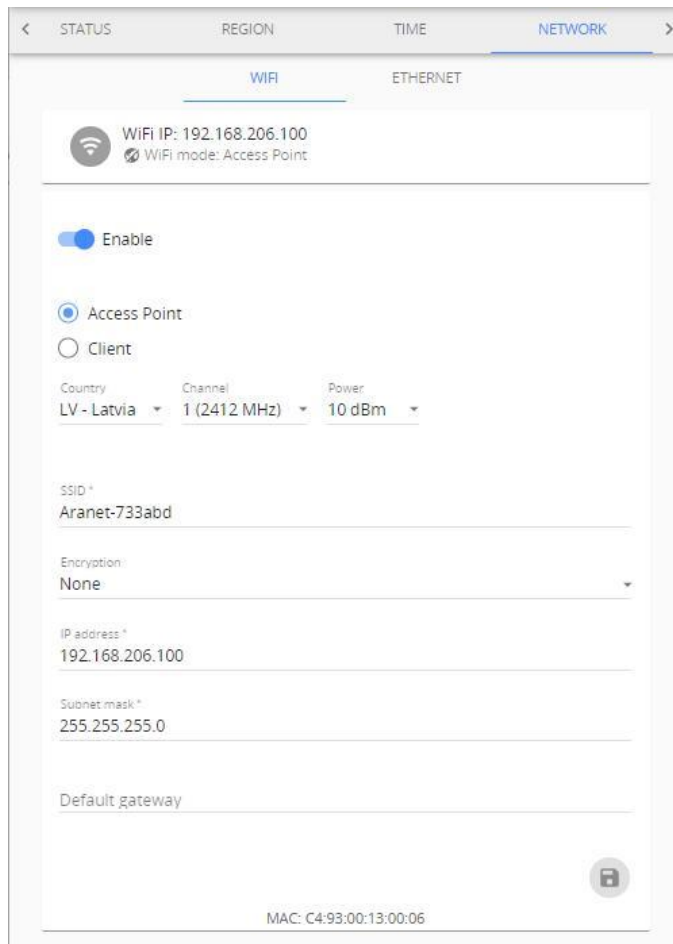 STATUS REGION TIME NETWORK
WIFI ETHERNET
WiFi IP: 192.168.206.100
WiFi mode: Access Point
Enable
Access Point
Client
Country Channel Power
LV - Latvia 1 (2412 MHz) 10 dBm
SSID *
Aranet-733abd
Encryption
None
IP address *
192.168.206.100
Subnet mask *
255.255.255.0
Default gateway
MAC: C4:93:00:13:00:06